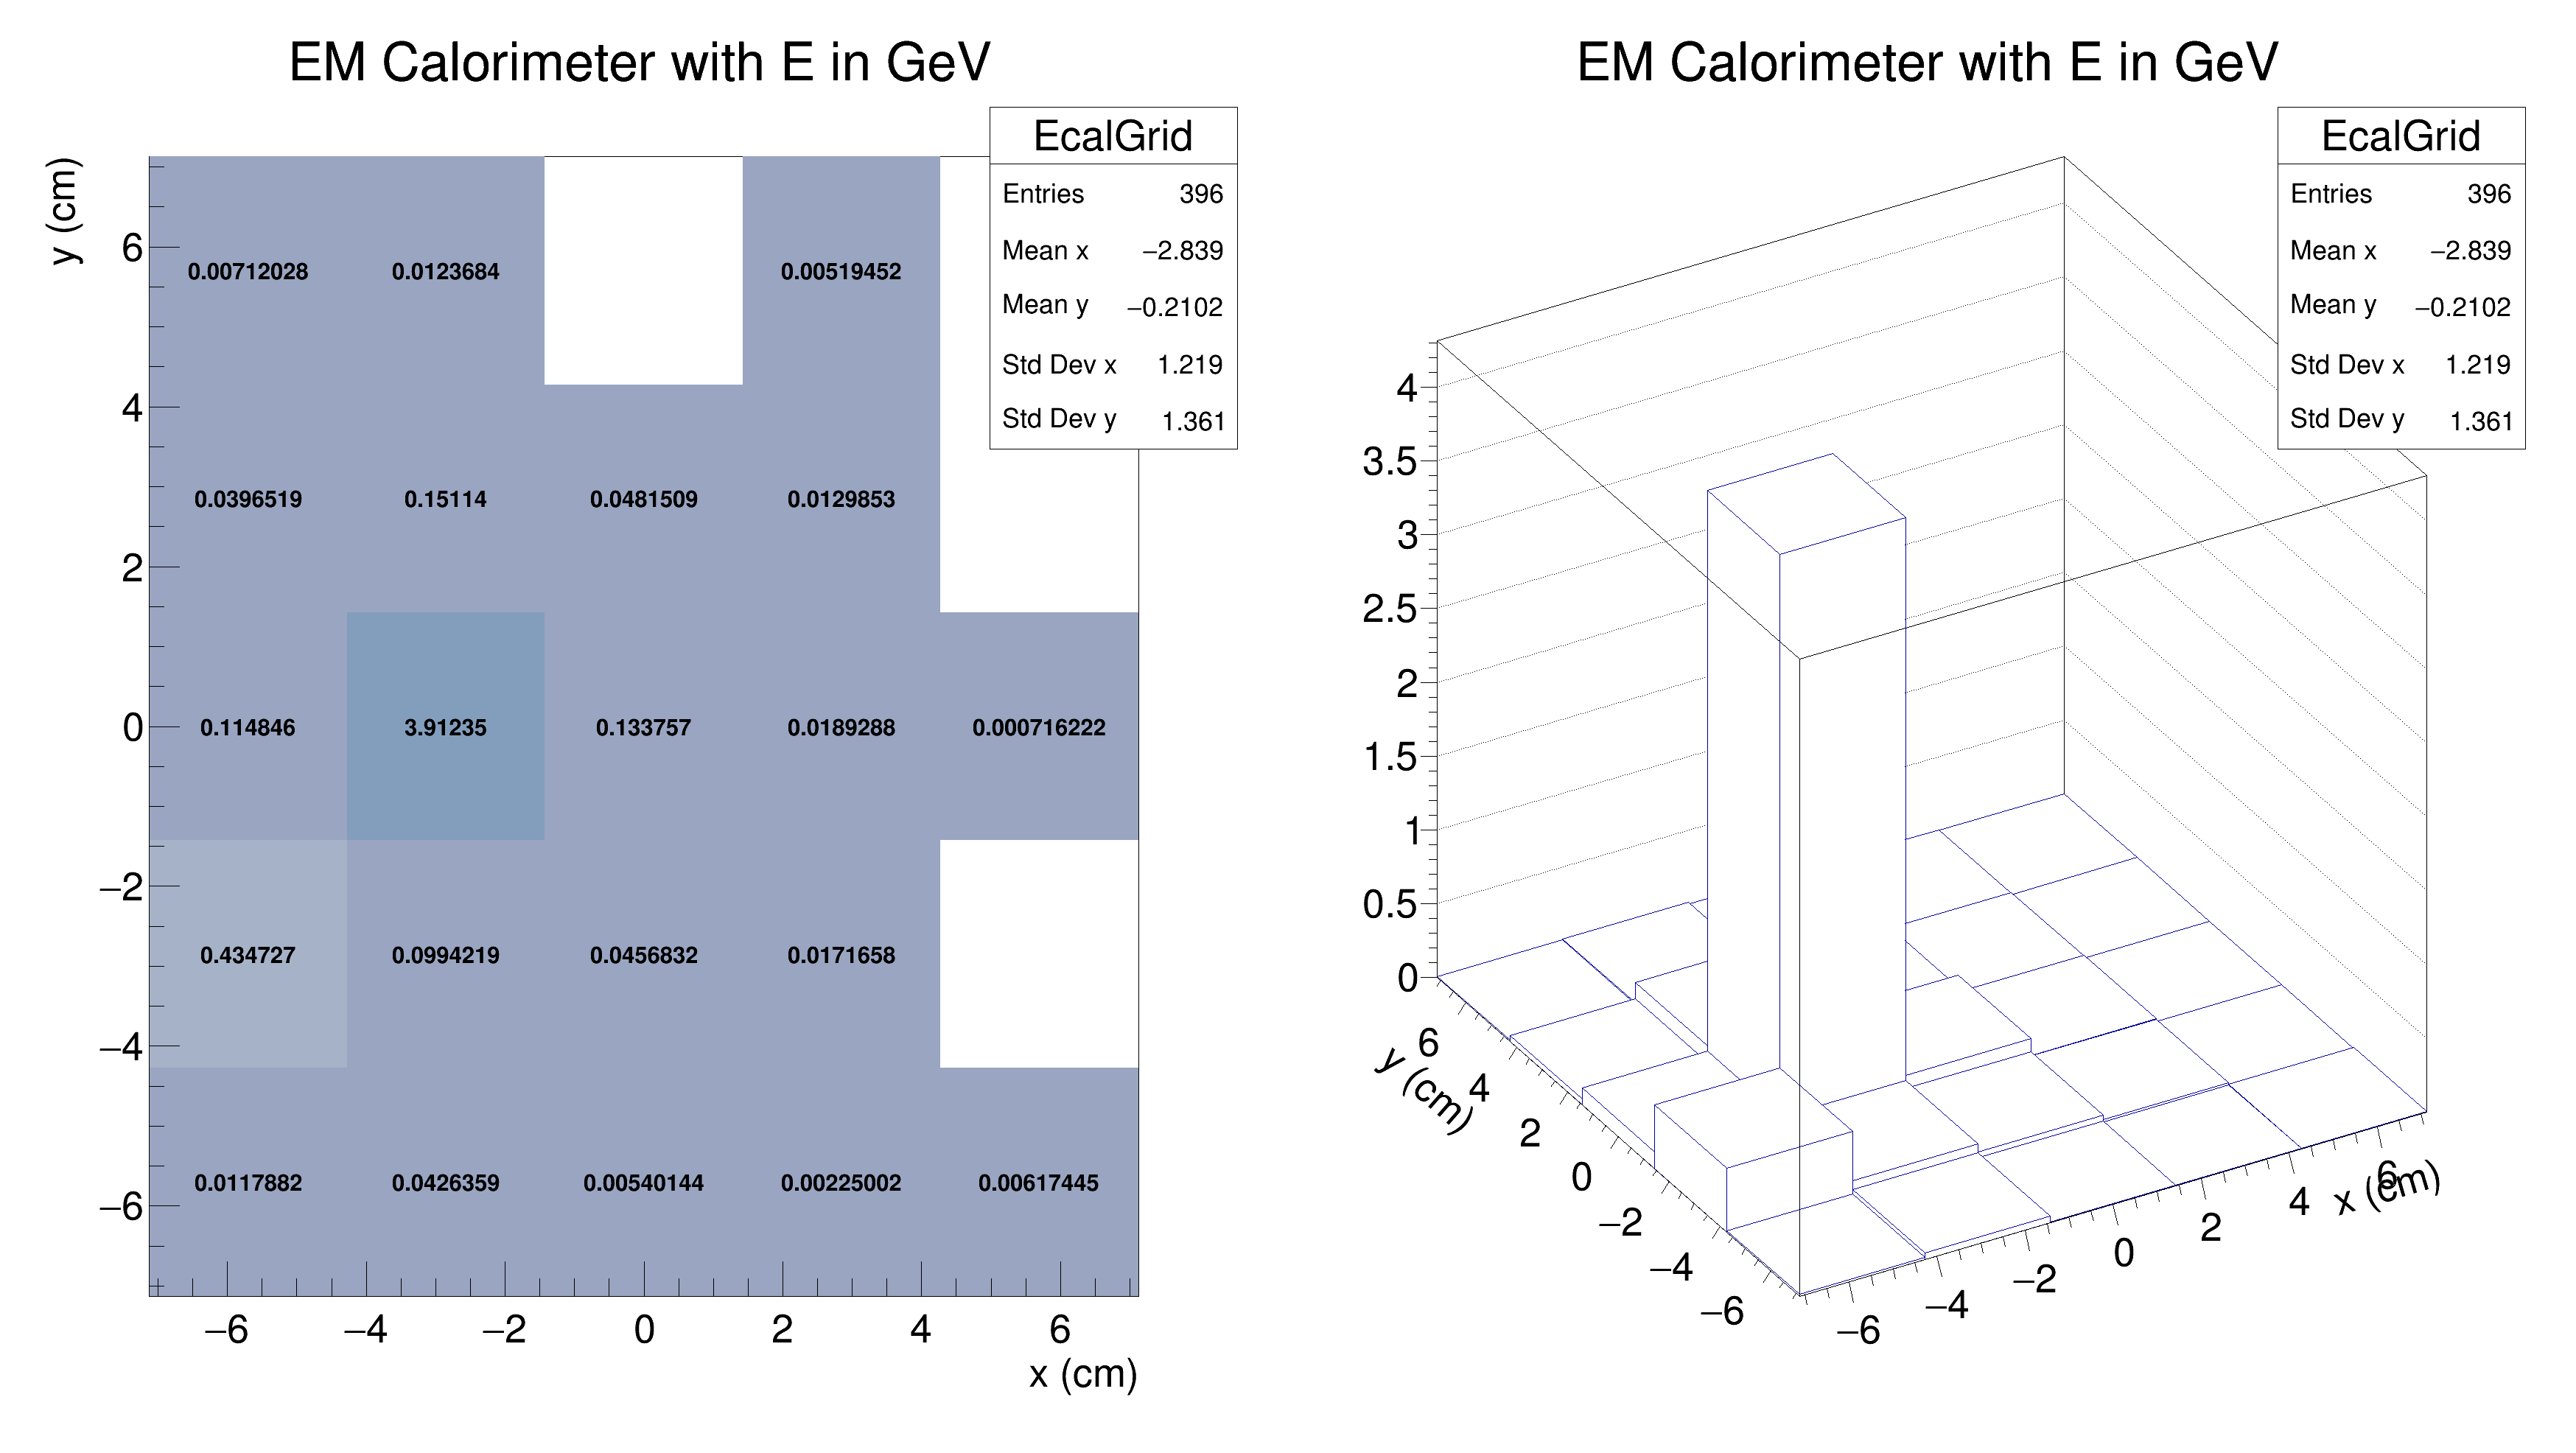 EM Calorimeter with E in GeV
EcalGrid
Entries 396
Mean x −2.839
Mean y −0.2102
Std Dev x 1.219
Std Dev y 1.361
y (cm)
6
4
2
0
−2
−4
−6
0.00712028 0.0123684 0.00519452
0.0396519 0.15114 0.0481509 0.0129853
0.114846 3.91235 0.133757 0.0189288 0.000716222
0.434727 0.0994219 0.0456832 0.0171658
0.0117882 0.0426359 0.00540144 0.00225002 0.00617445
−6 −4 −2 0 2 4 6
x (cm)
EM Calorimeter with E in GeV
EcalGrid
Entries 396
Mean x −2.839
Mean y −0.2102
Std Dev x 1.219
Std Dev y 1.361
4
3.5
3
2.5
2
1.5
1
0.5
0
y (cm)
6
4
2
0
−2
−4
−6
−6 −4 −2 0 2 4 6
x (cm)